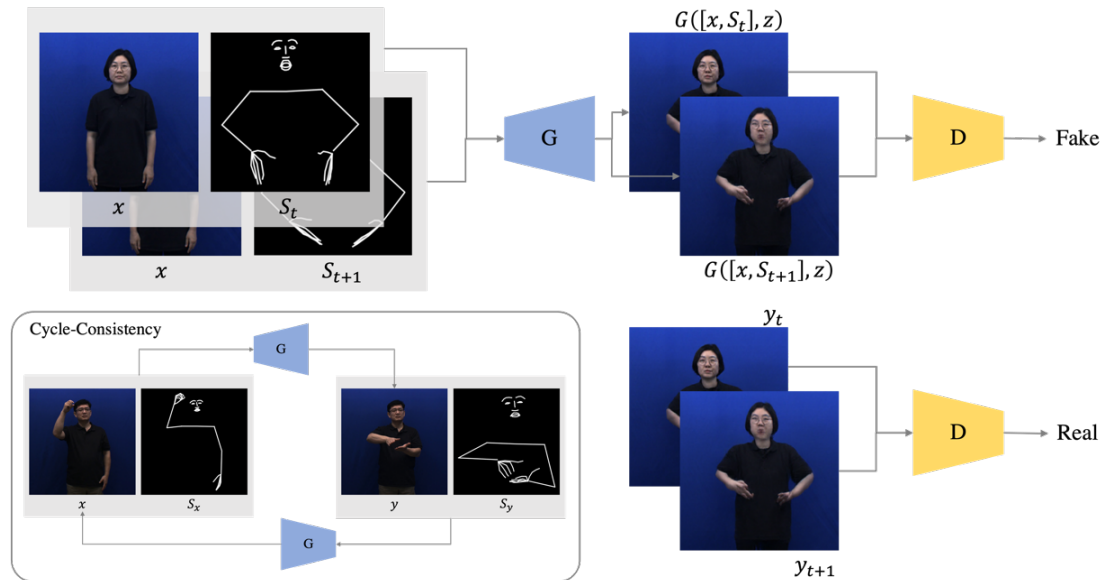 G([x, S_t], z)
G
D
Fake
x
S_t
x
S_{t+1}
G([x, S_{t+1}], z)
Cycle-Consistency
G
x
S_x
y
S_y
G
y_t
D
Real
y_{t+1}